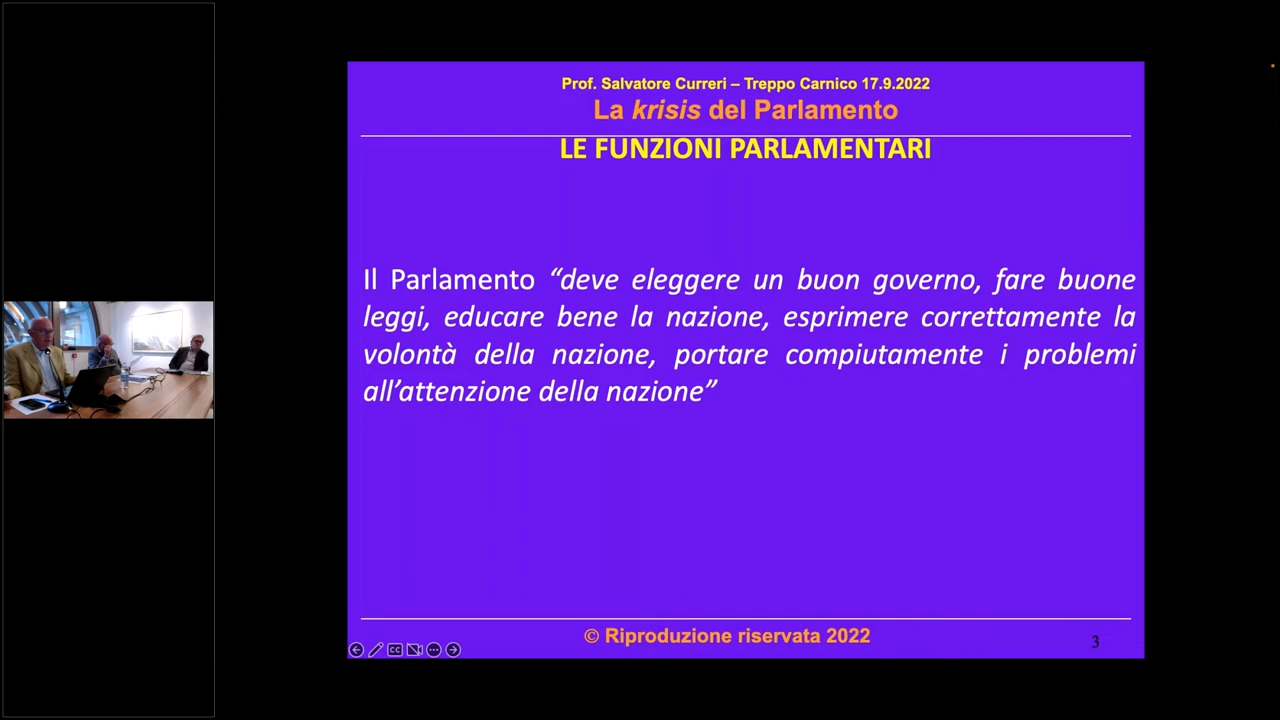 Prof. Salvatore Curreri – Treppo Carnico 17.9.2022
La krisis del Parlamento
LE FUNZIONI PARLAMENTARI
Il Parlamento “deve eleggere un buon governo, fare buone
leggi, educare bene la nazione, esprimere correttamente la
volontà della nazione, portare compiutamente i problemi
all’attenzione della nazione”
© Riproduzione riservata 2022
3
CC